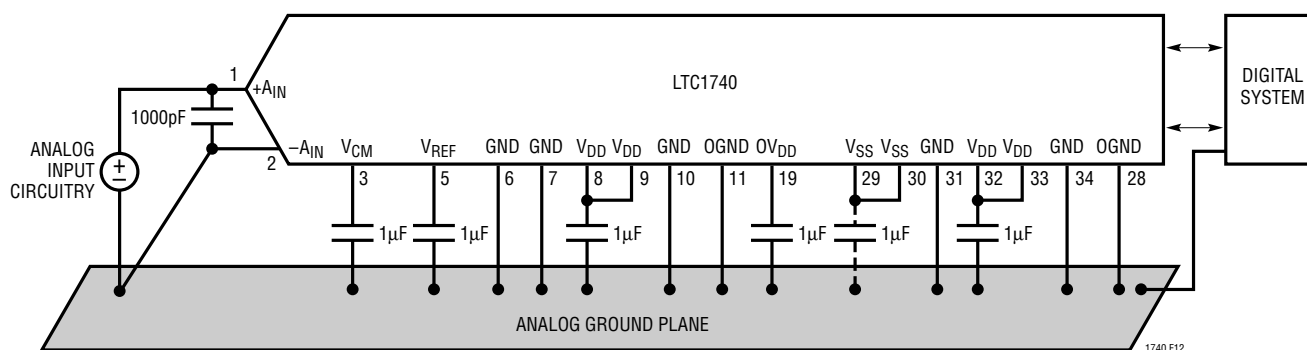 LTC1740
DIGITAL
SYSTEM
1
+AIN
1000pF
–AIN
2
ANALOG
INPUT
CIRCUITRY
+
–
VCM VREF GND GND VDD VDD GND OGND OVDD VSS VSS GND VDD VDD GND OGND
3 5 6 7 8 9 10 11 19 29 30 31 32 33 34 28
1µF 1µF 1µF 1µF 1µF 1µF
ANALOG GROUND PLANE
1740 F12